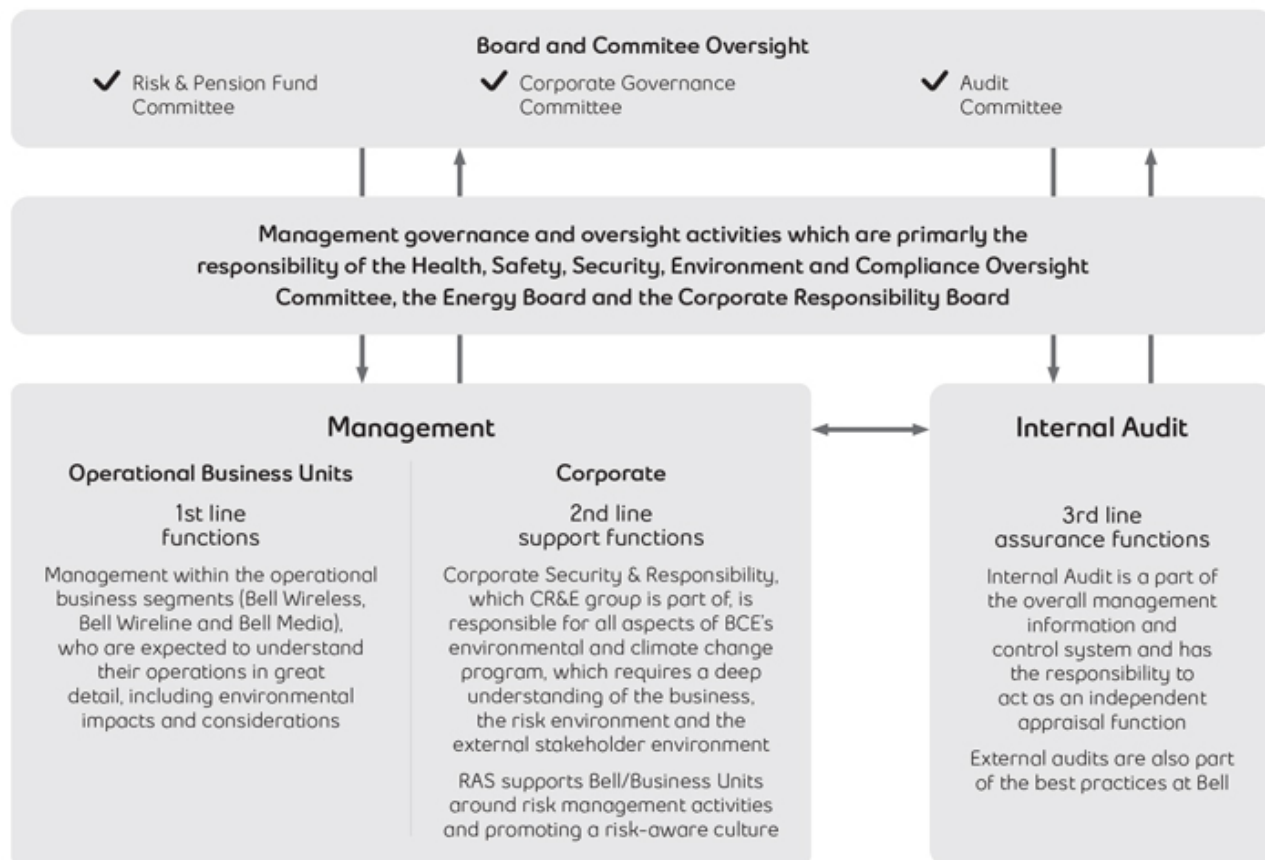 Board and Commitee Oversight
Risk & Pension Fund
Committee
Corporate Governance
Committee
Audit
Committee
Management governance and oversight activities which are primarly the
responsibility of the Health, Safety, Security, Environment and Compliance Oversight
Committee, the Energy Board and the Corporate Responsibility Board
Management
Operational Business Units
1st line
functions
Management within the operational
business segments (Bell Wireless,
Bell Wireline and Bell Media),
who are expected to understand
their operations in great
detail, including environmental
impacts and considerations
Corporate
2nd line
support functions
Corporate Security & Responsibility,
which CR&E group is part of, is
responsible for all aspects of BCE's
environmental and climate change
program, which requires a deep
understanding of the business,
the risk environment and the
external stakeholder environment
RAS supports Bell/Business Units
around risk management activities
and promoting a risk-aware culture
Internal Audit
3rd line
assurance functions
Internal Audit is a part of
the overall management
information and
control system and has
the responsibility to
act as an independent
appraisal function
External audits are also part
of the best practices at Bell